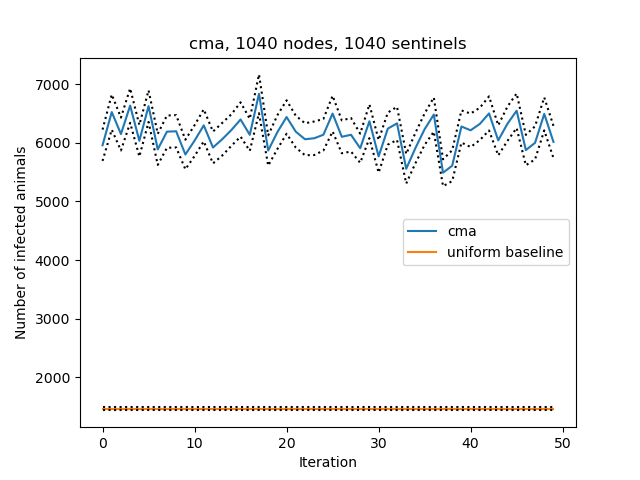 cma, 1040 nodes, 1040 sentinels
Number of infected animals
7000
6000
5000
4000
3000
2000
cma
uniform baseline
0
10
20
30
40
50
Iteration